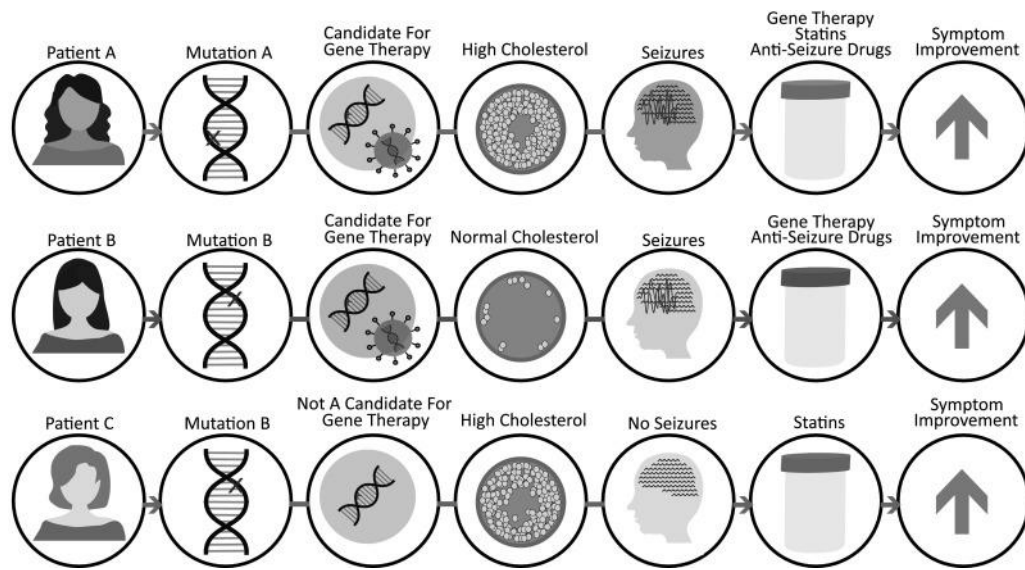 Patient A
Mutation A
Candidate For
Gene Therapy
High Cholesterol
Seizures
Gene Therapy
Statins
Anti-Seizure Drugs
Symptom
Improvement
Patient B
Mutation B
Candidate For
Gene Therapy
Normal Cholesterol
Seizures
Gene Therapy
Anti-Seizure Drugs
Symptom
Improvement
Patient C
Mutation B
Not A Candidate For
Gene Therapy
High Cholesterol
No Seizures
Statins
Symptom
Improvement